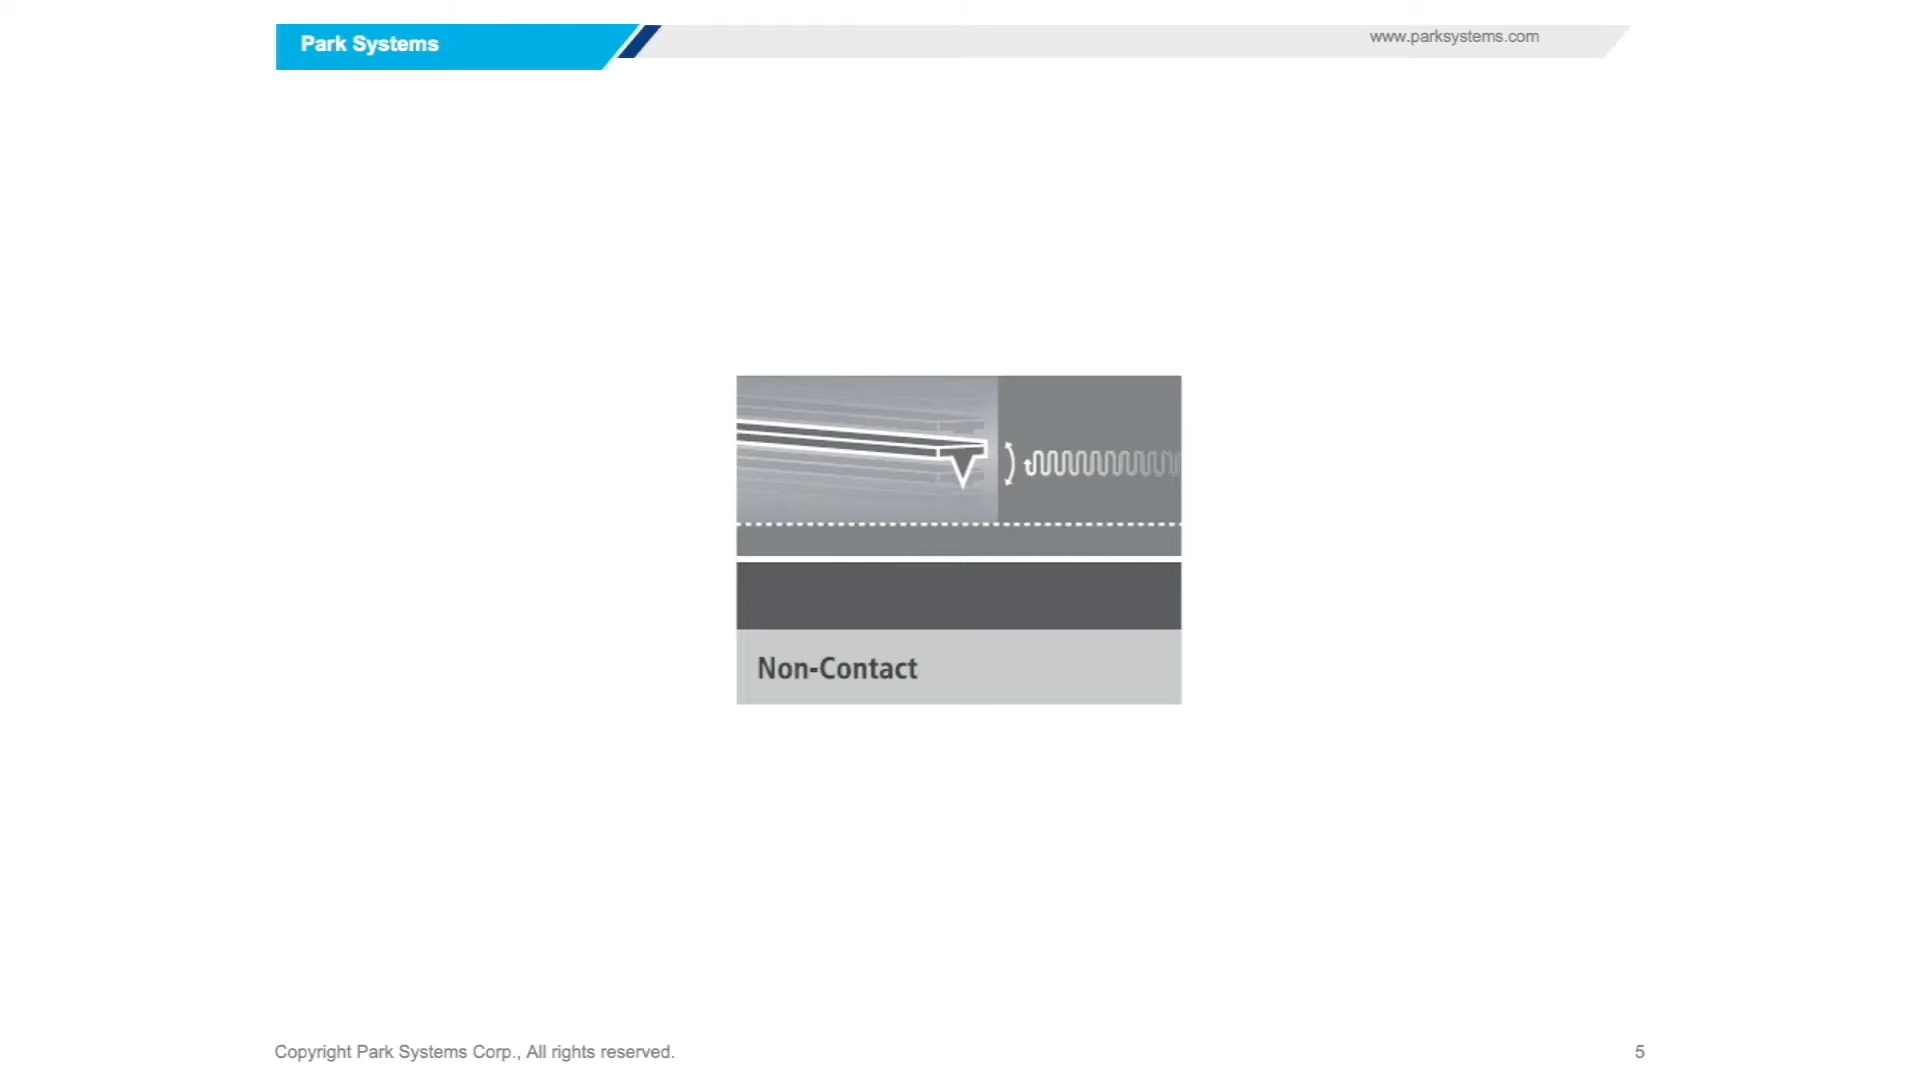 Park Systems
www.parksystems.com
Non-Contact
Copyright Park Systems Corp., All rights reserved.
5